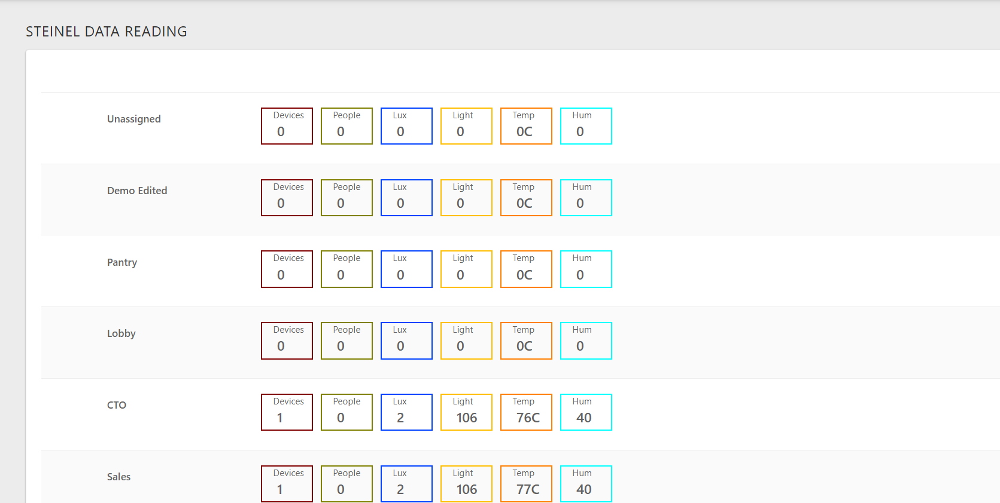 STEINEL DATA READING
Unassigned
Devices People Lux Light Temp Hum
0 0 0 0 0C 0
Demo Edited
Devices People Lux Light Temp Hum
0 0 0 0 0C 0
Pantry
Devices People Lux Light Temp Hum
0 0 0 0 0C 0
Lobby
Devices People Lux Light Temp Hum
0 0 0 0 0C 0
CTO
Devices People Lux Light Temp Hum
1 0 2 106 76C 40
Sales
Devices People Lux Light Temp Hum
1 0 2 106 77C 40